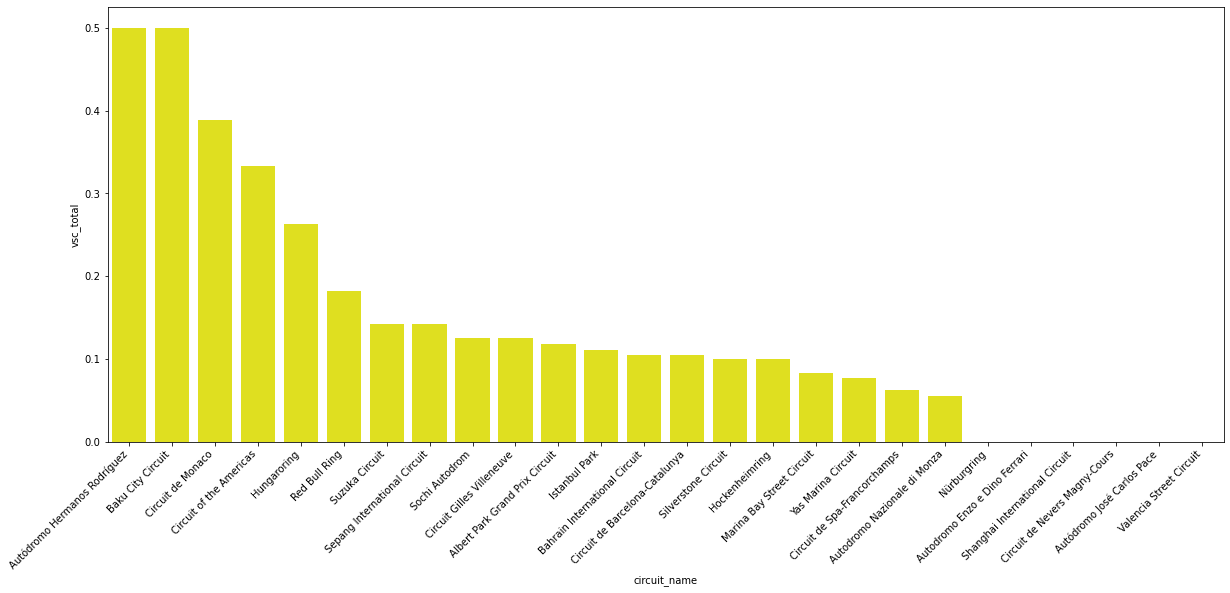 0.5
0.4
0.3
0.2
0.1
0.0
vsc_total
Autódromo Hermanos Rodríguez
Baku City Circuit
Circuit de Monaco
Circuit of the Americas
Hungaroring
Red Bull Ring
Suzuka Circuit
Sepang International Circuit
Sochi Autodrom
Circuit Gilles Villeneuve
Albert Park Grand Prix Circuit
Istanbul Park
Bahrain International Circuit
Circuit de Barcelona-Catalunya
Silverstone Circuit
Hockenheimring
Marina Bay Street Circuit
Yas Marina Circuit
Circuit de Spa-Francorchamps
Autodromo Nazionale di Monza
Nürburgring
Autodromo Enzo e Dino Ferrari
Shanghai International Circuit
Circuit de Nevers Magny-Cours
Autódromo José Carlos Pace
Valencia Street Circuit
circuit_name